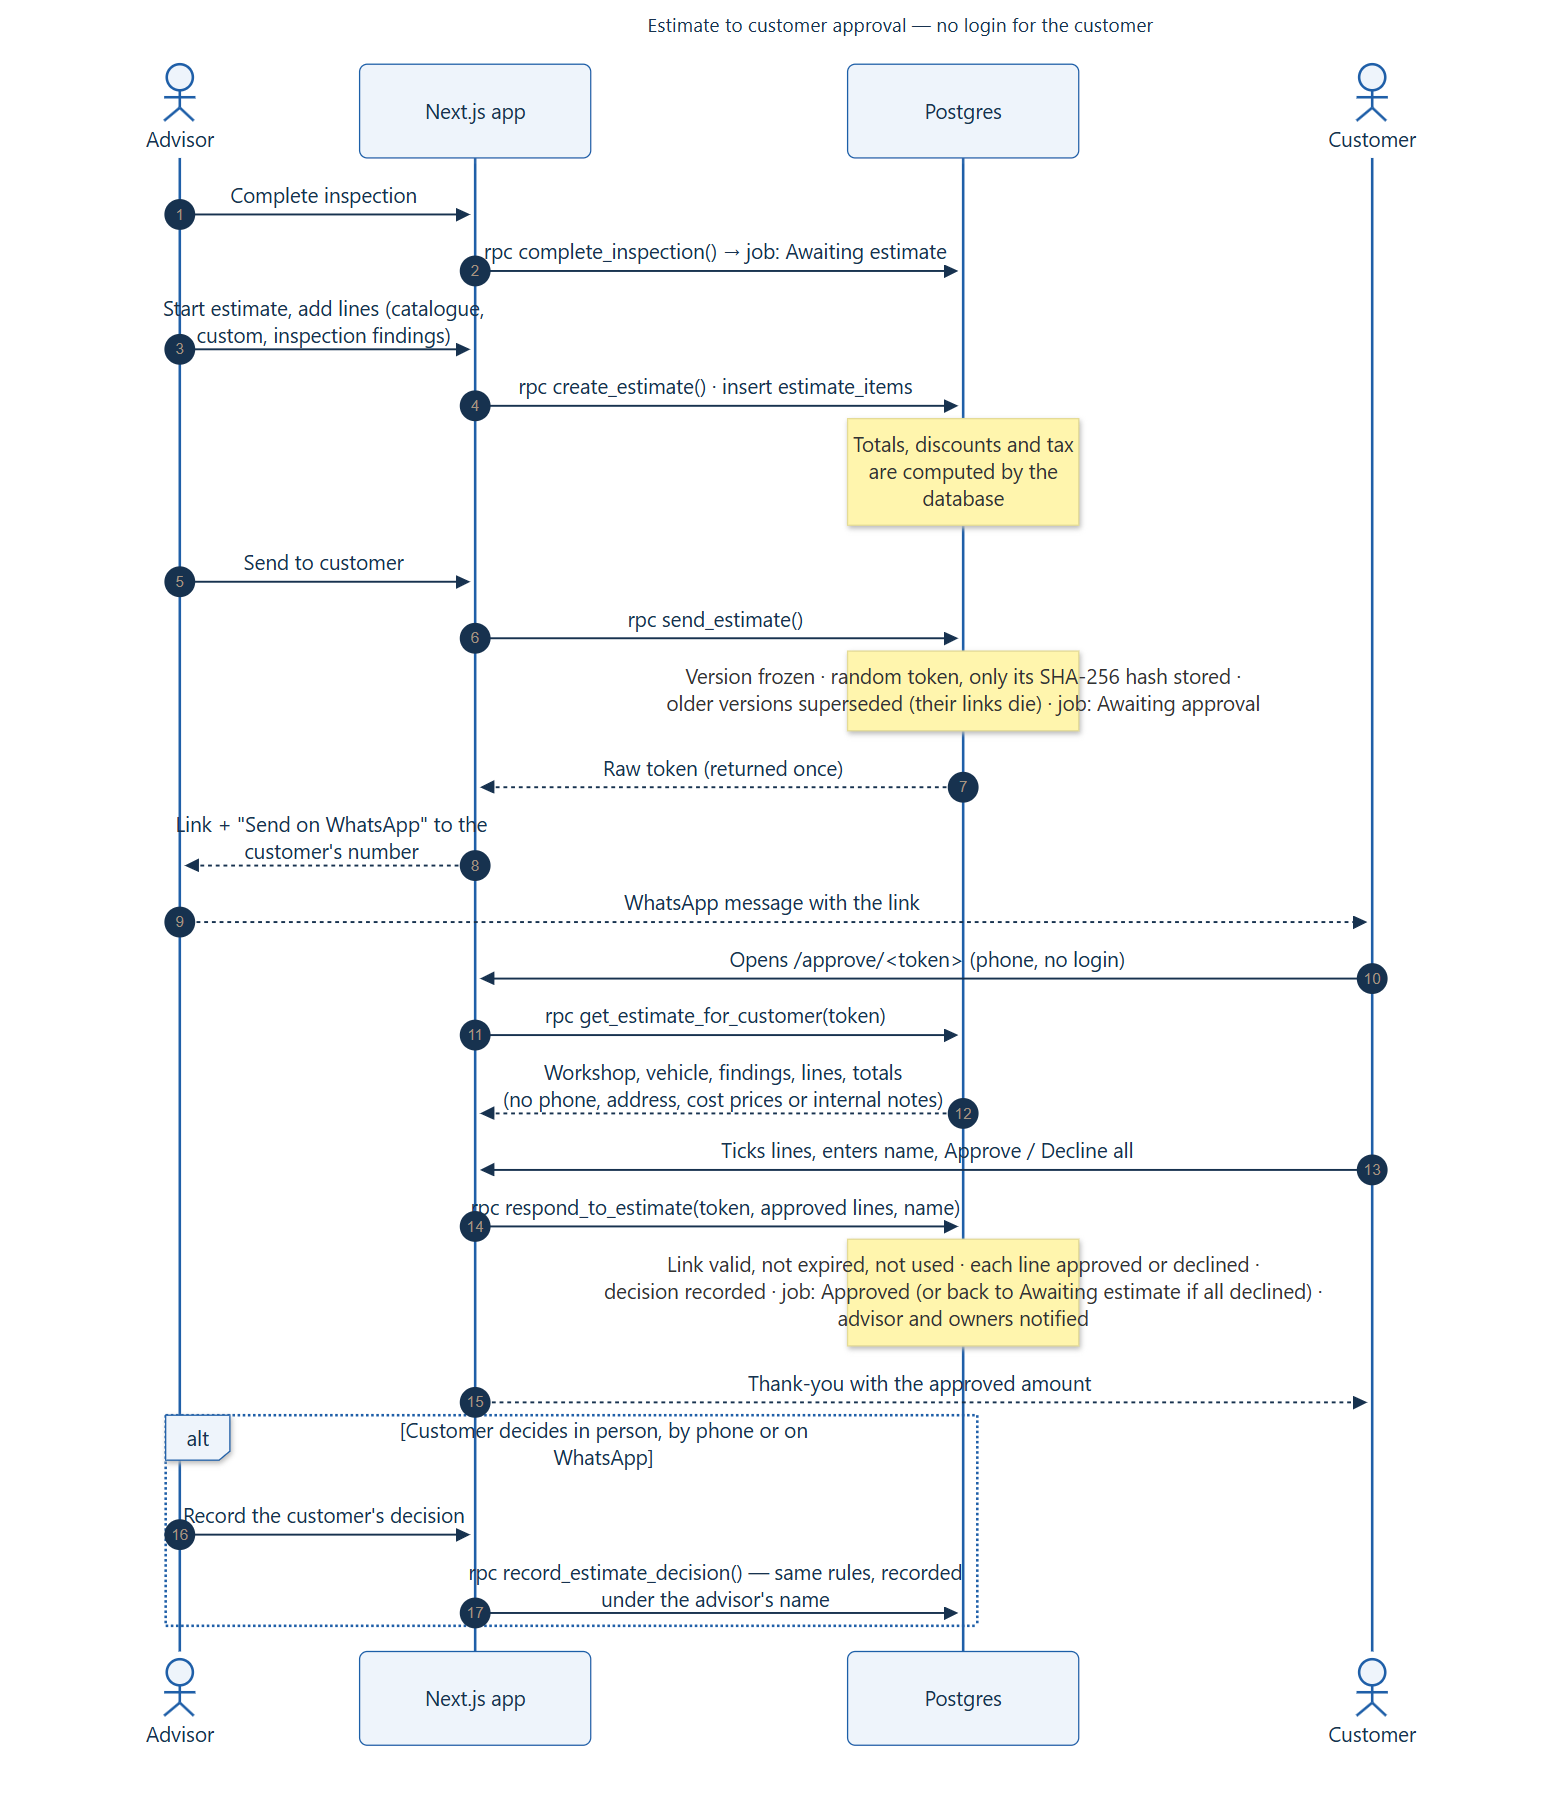 Estimate to customer approval — no login for the customer
Advisor
Next.js app
Postgres
Customer
Complete inspection
1
rpc complete_inspection() → job: Awaiting estimate
2
Start estimate, add lines (catalogue,
custom, inspection findings)
3
rpc create_estimate() · insert estimate_items
4
Totals, discounts and tax
are computed by the
database
Send to customer
5
rpc send_estimate()
6
Version frozen · random token, only its SHA-256 hash stored ·
older versions superseded (their links die) · job: Awaiting approval
Raw token (returned once)
7
Link + "Send on WhatsApp" to the
customer's number
8
WhatsApp message with the link
9
Opens /approve/<token> (phone, no login)
10
rpc get_estimate_for_customer(token)
11
Workshop, vehicle, findings, lines, totals
(no phone, address, cost prices or internal notes)
12
Ticks lines, enters name, Approve / Decline all
13
rpc respond_to_estimate(token, approved lines, name)
14
Link valid, not expired, not used · each line approved or declined ·
decision recorded · job: Approved (or back to Awaiting estimate if all declined) ·
advisor and owners notified
Thank-you with the approved amount
15
alt
[Customer decides in person, by phone or on
WhatsApp]
Record the customer's decision
16
rpc record_estimate_decision() — same rules, recorded
under the advisor's name
17
Advisor
Next.js app
Postgres
Customer